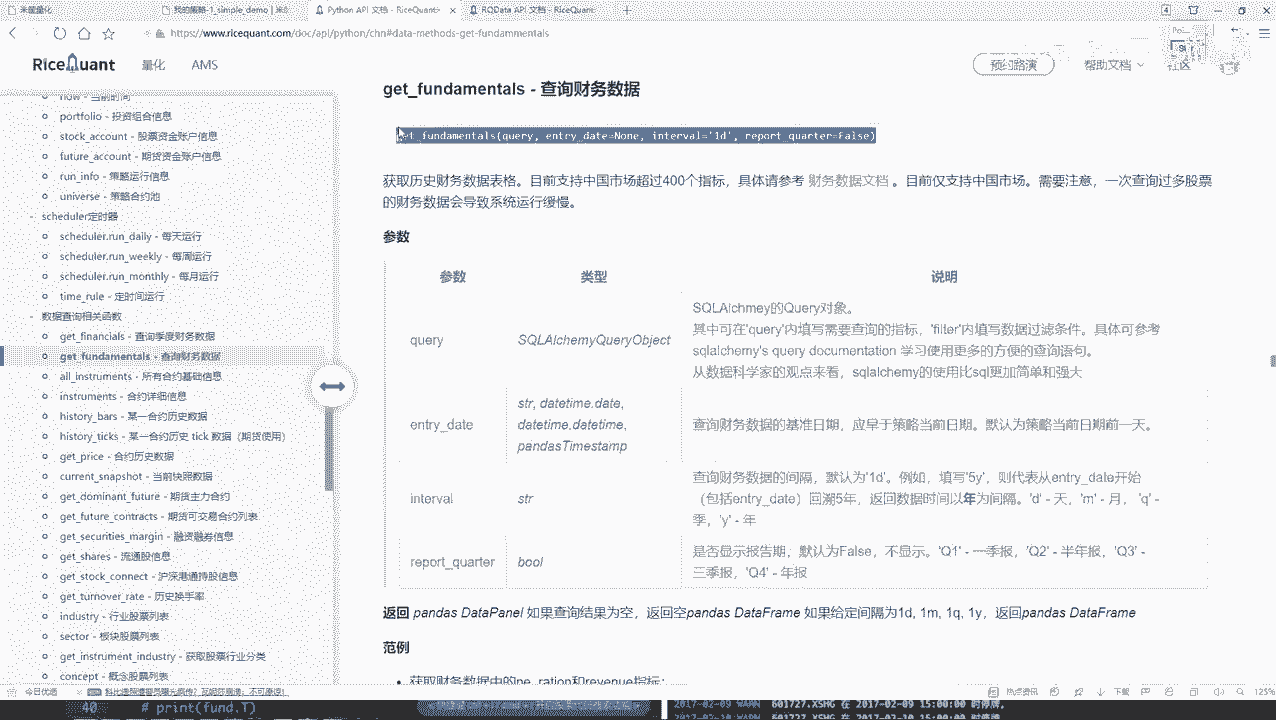 米筐量化
我的策略-1_simple_demo | 米
Python API 文档 - RiceQuant
RQData API 文档 - RiceQuant
https://www.ricequant.com/doc/api/python/chn#data-methods-get-fundammentals
RiceQuant 量化 AMS
预约路演 帮助文档 社区
now - 当前时间
portfolio - 投资组合信息
stock_account - 股票资金账户信息
future_account - 期货资金账户信息
run_info - 策略运行信息
universe - 策略合约池
scheduler定时器
scheduler.run_daily - 每天运行
scheduler.run_weekly - 每周运行
scheduler.run_monthly - 每月运行
time_rule - 定时间运行
数据查询相关函数
get_financials - 查询季度财务数据
get_fundamentals - 查询财务数据
all_instruments - 所有合约基础信息
instruments - 合约详细信息
history_bars - 某一合约历史数据
history_ticks - 某一合约历史 tick 数据（期货使用）
get_price - 合约历史数据
current_snapshot - 当前快照数据
get_dominant_future - 期货主力合约
get_future_contracts - 期货可交易合约列表
get_securities_margin - 融资融券信息
get_shares - 流通股信息
get_stock_connect - 沪深港通持股信息
get_turnover_rate - 历史换手率
industry - 行业股票列表
sector - 板块股票列表
get_instrument_industry - 获取股票行业分类
concept - 概念股票列表
get_fundamentals - 查询财务数据
get_fundamentals(query, entry_date=None, interval='1d', report_quarter=False)
获取历史财务数据表格。目前支持中国市场超过400个指标，具体请参考 财务数据文档 。目前仅支持中国市场。需要注意，一次查询过多股票
的财务数据会导致系统运行缓慢。
参数
参数 类型 说明
query SQLAlchemyQueryObject
SQLAlchmey的Query对象。
其中可在'query'内填写需要查询的指标，'filter'内填写数据过滤条件。具体可参考
sqlalchemy's query documentation 学习使用更多的方便的查询语句。
从数据科学家的观点来看，sqlalchemy的使用比sql更加简单和强大
entry_date
str, datetime.date,
datetime.datetime,
pandasTimestamp
查询财务数据的基准日期，应早于策略当前日期。默认为策略当前日期前一天。
interval str
查询财务数据的间隔，默认为'1d'。例如，填写'5y'，则代表从entry_date开始
（包括entry_date）回溯5年，返回数据时间以年为间隔。'd' - 天，'m' - 月， 'q' -
季，'y' - 年
report_quarter bool
是否显示报告期，默认为False，不显示。'Q1' - 一季报，'Q2' - 半年报，'Q3' -
三季报，'Q4' - 年报
返回 pandas DataPanel 如果查询结果为空，返回空pandas DataFrame 如果给定间隔为1d, 1m, 1q, 1y，返回pandas DataFrame
范例
获取财务数据中的pe_ration和revenue指标：
今日优选
热点资讯
下载
125%
40 # print(fund.T)
2017-02-09 WARN 601727.XSHG 在 2017-02-09 15:00:00 时停牌,